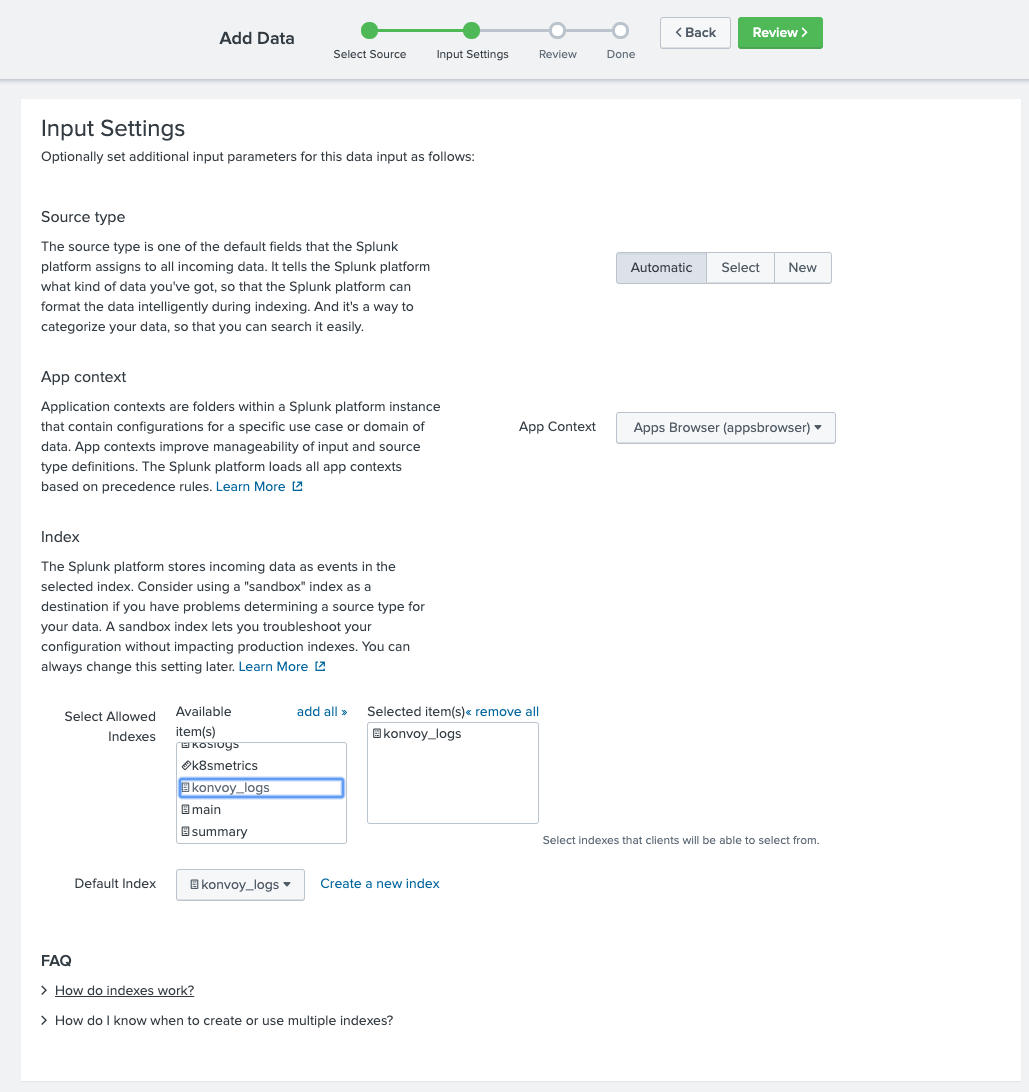 Add Data
Select Source
Input Settings
Review
Done
Back
Review
Input Settings
Optionally set additional input parameters for this data input as follows:
Source type
The source type is one of the default fields that the Splunk
platform assigns to all incoming data. It tells the Splunk platform
what kind of data you've got, so that the Splunk platform can
format the data intelligently during indexing. And it's a way to
categorize your data, so that you can search it easily.
Automatic
Select
New
App context
Application contexts are folders within a Splunk platform instance
that contain configurations for a specific use case or domain of
data. App contexts improve manageability of input and source
type definitions. The Splunk platform loads all app contexts
based on precedence rules. Learn More
App Context
Apps Browser (appsbrowser)
Index
The Splunk platform stores incoming data as events in the
selected index. Consider using a "sandbox" index as a
destination if you have problems determining a source type for
your data. A sandbox index lets you troubleshoot your
configuration without impacting production indexes. You can
always change this setting later. Learn More
Select Allowed
Indexes
Available
item(s)
add all »
k8slogs
k8smetrics
konvoy_logs
main
summary
Selected item(s)
« remove all
konvoy_logs
Select indexes that clients will be able to select from.
Default Index
konvoy_logs
Create a new index
FAQ
How do indexes work?
How do I know when to create or use multiple indexes?